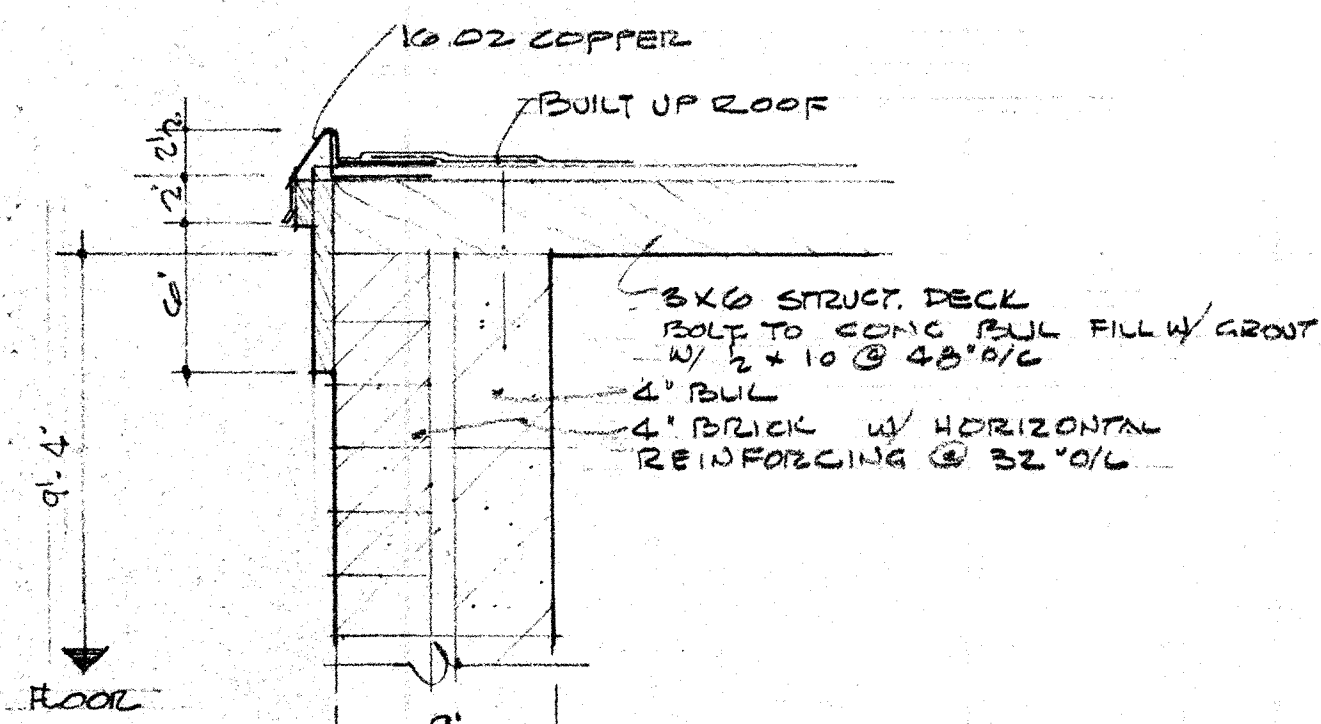 16 OZ COPPER
BUILT UP ROOF
2½"
2"
6"
3X6 STRUCT. DECK
BOLT TO CONC BLK FILL W/ GROUT
W/ ½ x 10 @ 48" O/C
4" BLK
4" BRICK W/ HORIZONTAL
REINFORCING @ 32" O/C
9'-4"
FLOOR